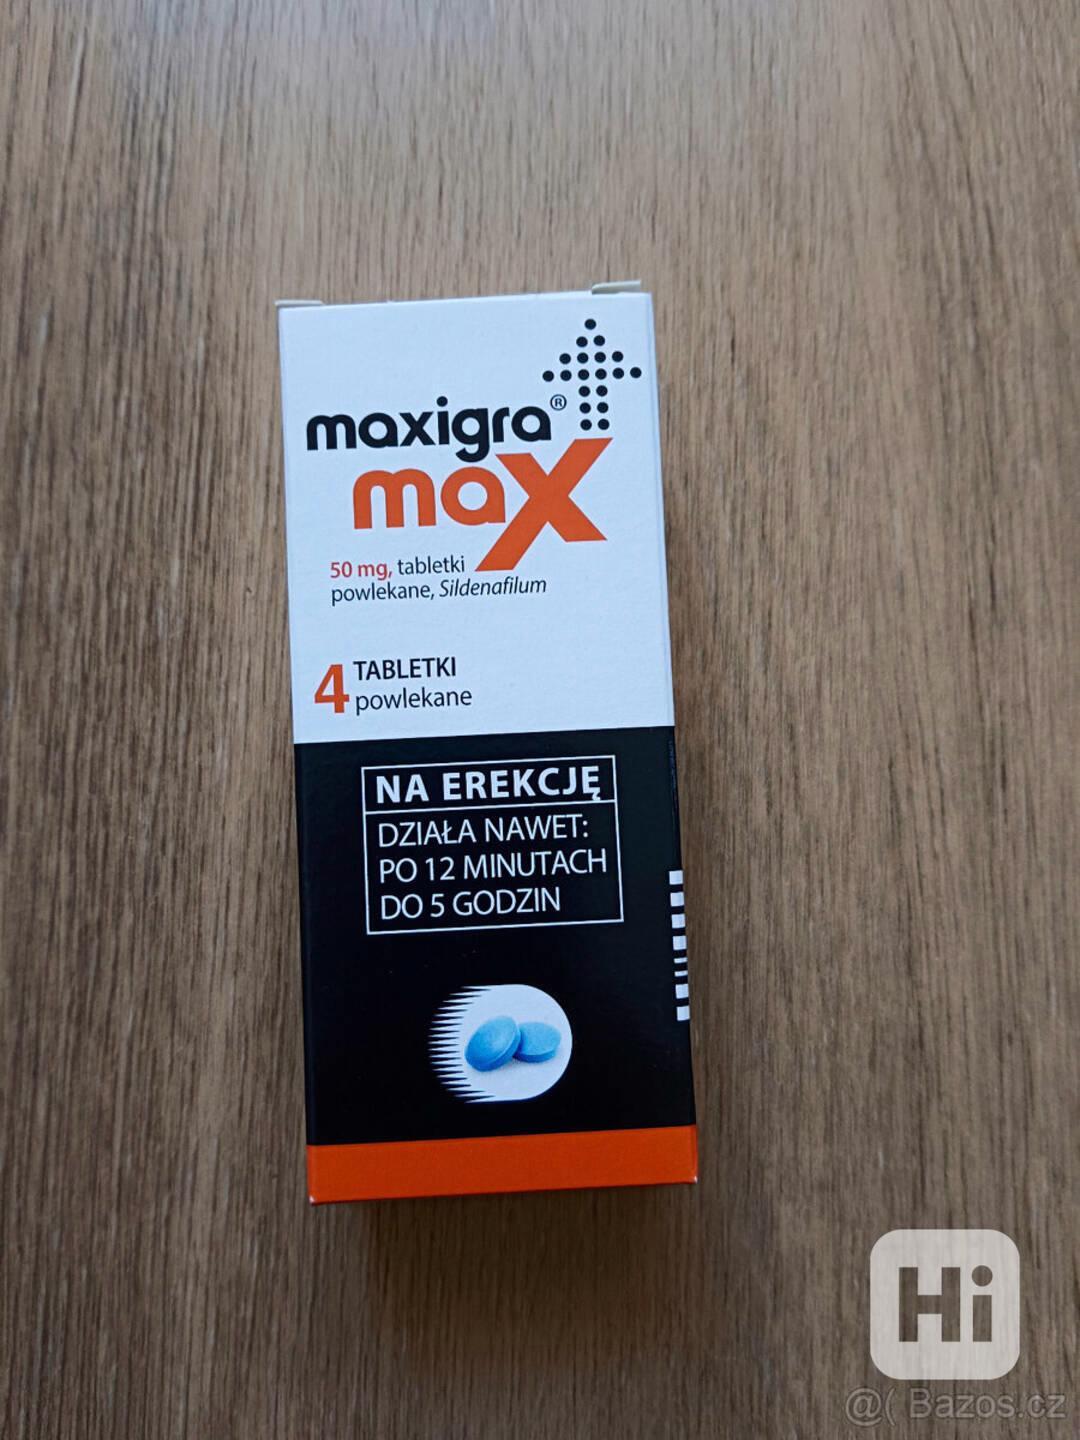 maxigra®
max
50 mg, tabletki
powlekane, Sildenafilum
4 TABLETKI
powlekane
NA EREKCJĘ
DZIAŁA NAWET:
PO 12 MINUTACH
DO 5 GODZIN
Hi
@( Bazos.cz